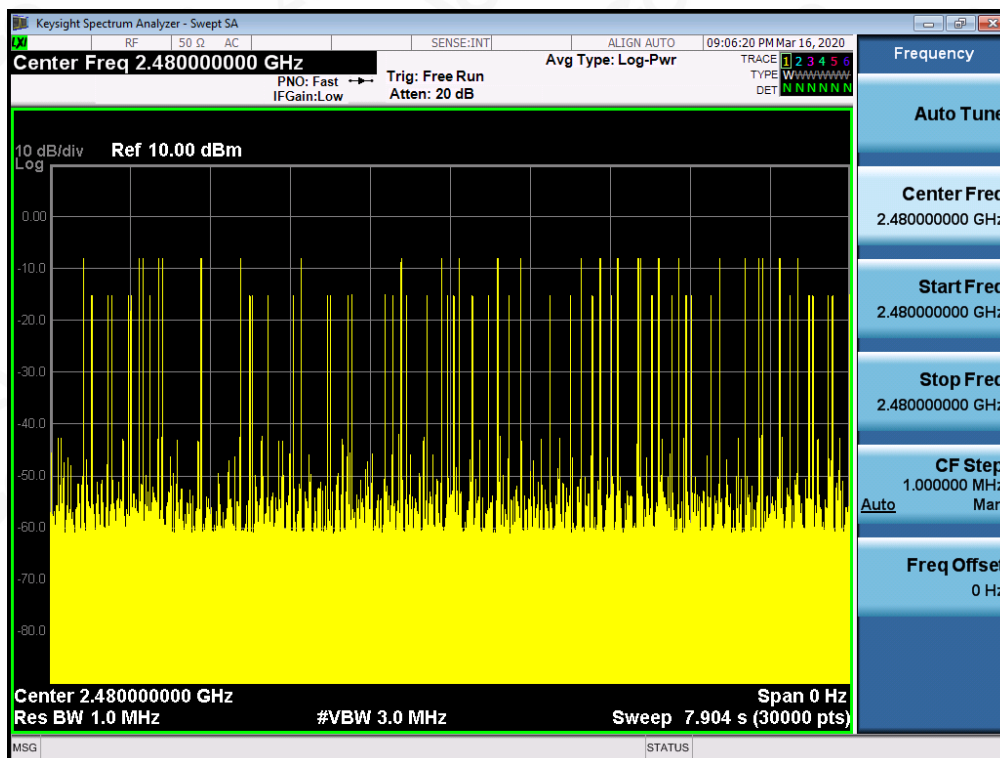 Keysight Spectrum Analyzer - Swept SA
LXI RF 50 Ω AC SENSE:INT ALIGN AUTO 09:06:20 PM Mar 16, 2020
Center Freq 2.480000000 GHz
PNO: Fast
IFGain:Low
Trig: Free Run
Atten: 20 dB
Avg Type: Log-Pwr
TRACE 1 2 3 4 5 6
TYPE W
DET N N N N N N
10 dB/div Ref 10.00 dBm
Log
0.00
-10.0
-20.0
-30.0
-40.0
-50.0
-60.0
-70.0
-80.0
Center 2.480000000 GHz Span 0 Hz
Res BW 1.0 MHz #VBW 3.0 MHz Sweep 7.904 s (30000 pts)
MSG STATUS
Frequency
Auto Tune
Center Freq
2.480000000 GHz
Start Freq
2.480000000 GHz
Stop Freq
2.480000000 GHz
CF Step
1.000000 MHz
Auto Man
Freq Offset
0 Hz